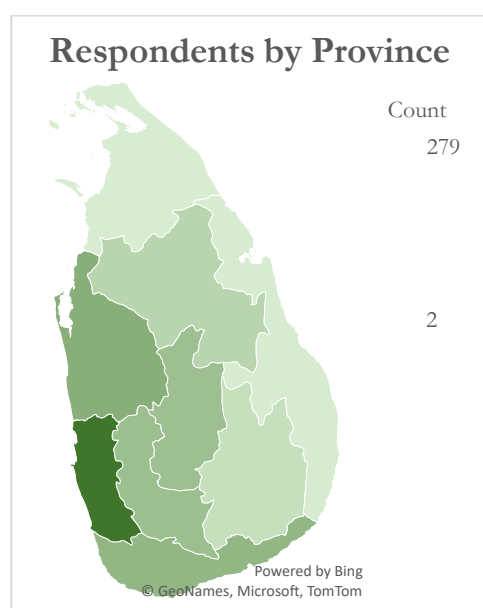 Respondents by Province
Count
279
2
Powered by Bing
© GeoNames, Microsoft, TomTom